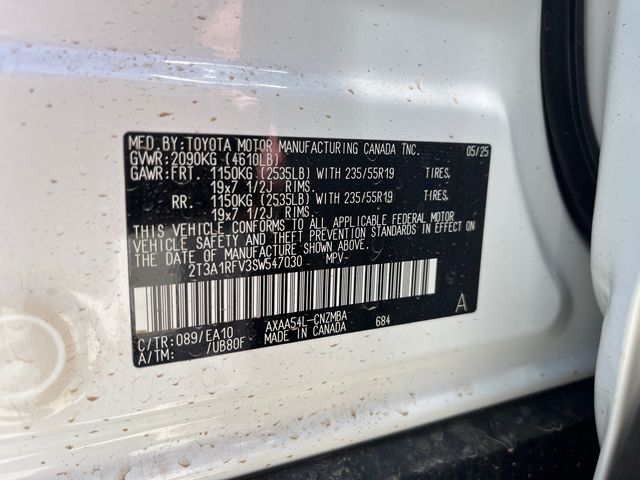 MFD.BY:TOYOTA MOTOR MANUFACTURING CANADA INC. 05/25
GVWR:2090KG (4610LB)
GAWR:FRT. 1150KG (2535LB) WITH 235/55R19 TIRES.
19x7 1/2J RIMS.
RR. 1150KG (2535LB) WITH 235/55R19 TIRES.
19x7 1/2J RIMS.
THIS VEHICLE CONFORMS TO ALL APPLICABLE FEDERAL MOTOR
VEHICLE SAFETY AND THEFT PREVENTION STANDARDS IN EFFECT ON
THE DATE OF MANUFACTURE SHOWN ABOVE.
2T3A1RFV3SW547030 MPV-
C/TR:089/EA10 AXAA54L-CNZMBA 684 A
A/TM: /UB80F MADE IN CANADA